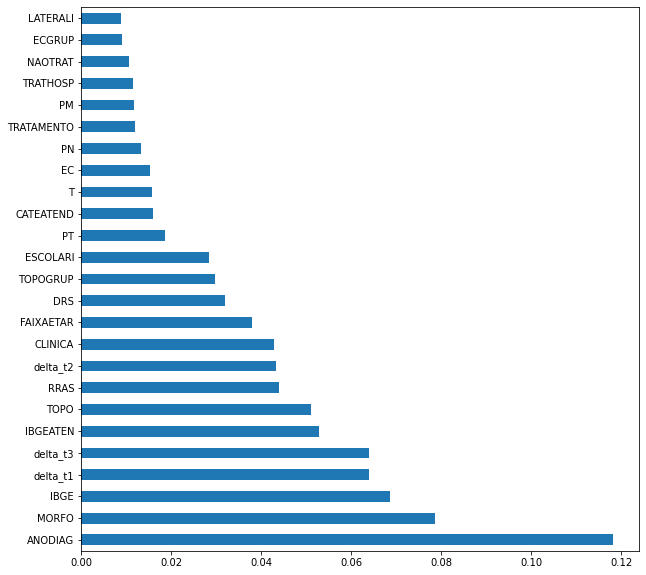 LATERALI
ECGRUP
NAOTRAT
TRATHOSP
PM
TRATAMENTO
PN
EC
T
CATEATEND
PT
ESCOLARI
TOPOGRUP
DRS
FAIXAETAR
CLINICA
delta_t2
RRAS
TOPO
IBGEATEN
delta_t3
delta_t1
IBGE
MORFO
ANODIAG
0.00 0.02 0.04 0.06 0.08 0.10 0.12